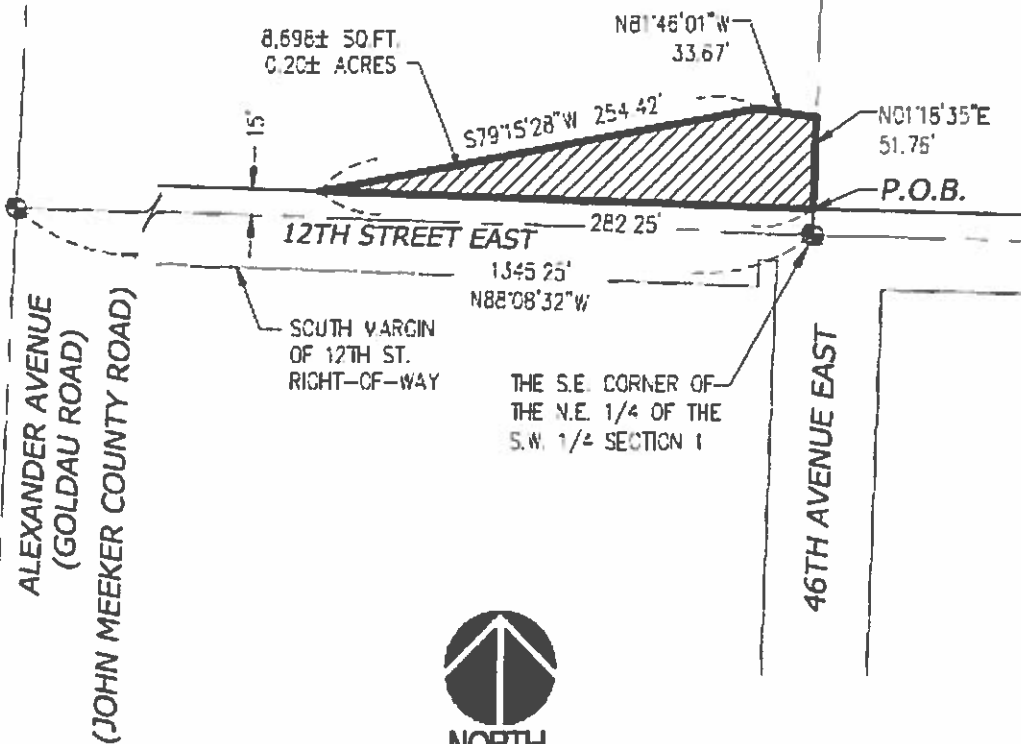 8,698± SQ.FT.
0.20± ACRES
N81°46'01"W
33.67'
S79°15'28"W 254.42'
N01°15'35"E
51.76'
15'
P.O.B.
12TH STREET EAST
282.25'
1345.25'
N88°08'32"W
SOUTH MARGIN
OF 12TH ST.
RIGHT-OF-WAY
THE S.E. CORNER OF
THE N.E. 1/4 OF THE
S.W. 1/4 SECTION 1
ALEXANDER AVENUE
(GOLDAU ROAD)
(JOHN MEEKER COUNTY ROAD)
46TH AVENUE EAST
NORTH